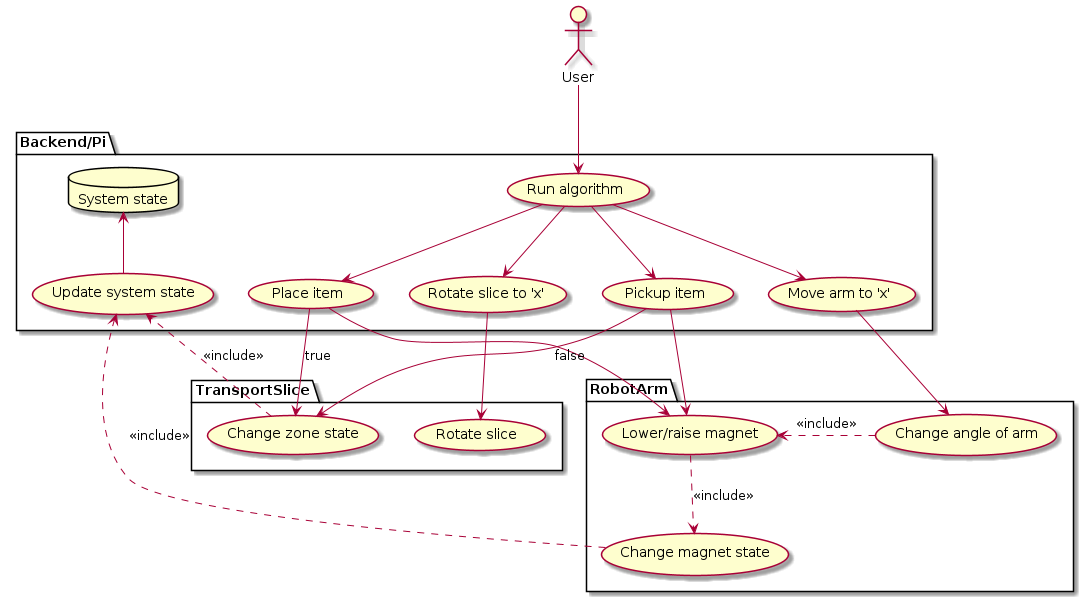 User
Backend/Pi
System state
Run algorithm
Update system state
Place item
Rotate slice to 'x'
Pickup item
Move arm to 'x'
«include»
true
false
TransportSlice
RobotArm
Change zone state
Rotate slice
Lower/raise magnet
«include»
Change angle of arm
«include»
«include»
Change magnet state